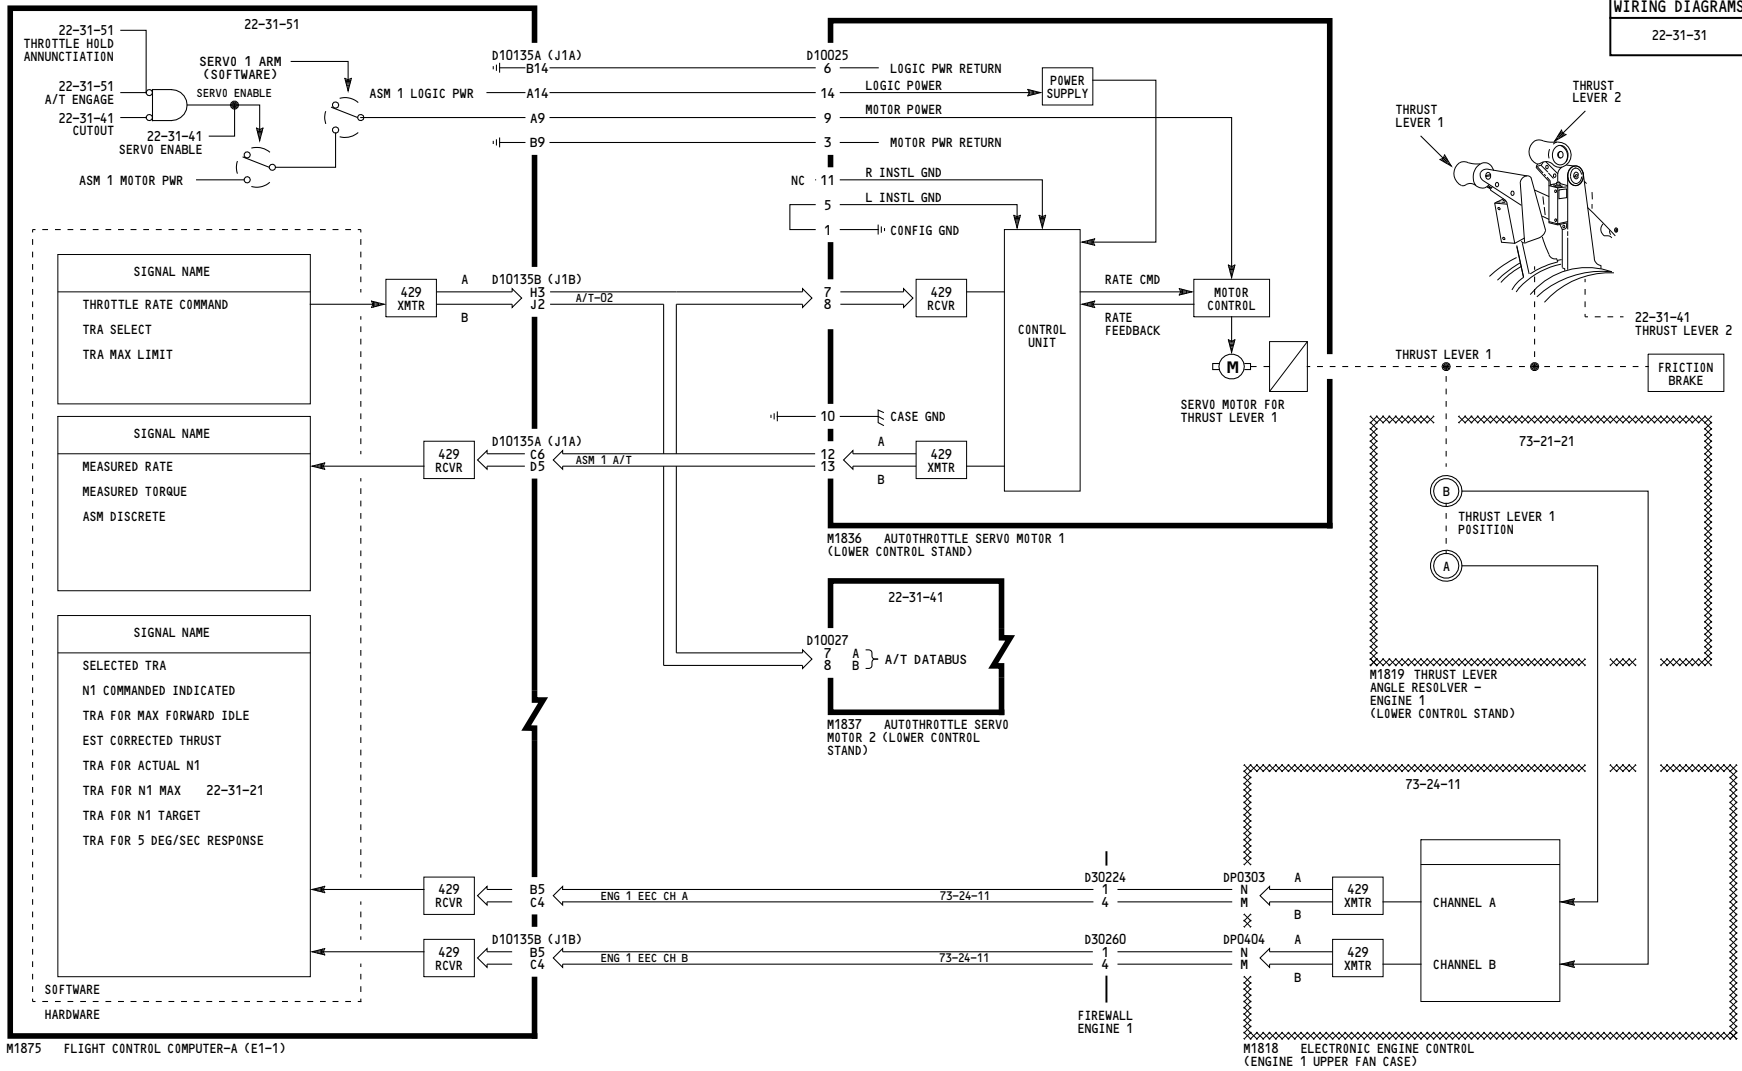 WIRING DIAGRAMS
22-31-31
22-31-51
22-31-51
THROTTLE HOLD
ANNUNCTIATION
22-31-51
A/T ENGAGE
22-31-41
CUTOUT
SERVO 1 ARM
(SOFTWARE)
SERVO ENABLE
22-31-41
SERVO ENABLE
ASM 1 MOTOR PWR
ASM 1 LOGIC PWR
D10135A (J1A)
B14
A14
A9
B9
D10025
6 LOGIC PWR RETURN
14 LOGIC POWER
9 MOTOR POWER
3 MOTOR PWR RETURN
NC 11 R INSTL GND
5 L INSTL GND
1 CONFIG GND
POWER
SUPPLY
THRUST
LEVER 1
THRUST
LEVER 2
SIGNAL NAME
THROTTLE RATE COMMAND
TRA SELECT
TRA MAX LIMIT
429
XMTR
A
B
D10135B (J1B)
H3
J2
A/T-02
7
8
429
RCVR
CONTROL
UNIT
RATE CMD
RATE
FEEDBACK
MOTOR
CONTROL
M
SERVO MOTOR FOR
THRUST LEVER 1
THRUST LEVER 1
22-31-41
THRUST LEVER 2
FRICTION
BRAKE
10 CASE GND
SIGNAL NAME
MEASURED RATE
MEASURED TORQUE
ASM DISCRETE
429
RCVR
D10135A (J1A)
C6
D5
ASM 1 A/T
12
13
A
B
429
XMTR
M1836 AUTOTHROTTLE SERVO MOTOR 1
(LOWER CONTROL STAND)
73-21-21
B
THRUST LEVER 1
POSITION
A
M1819 THRUST LEVER
ANGLE RESOLVER -
ENGINE 1
(LOWER CONTROL STAND)
22-31-41
D10027
7 A
8 B
A/T DATABUS
M1837 AUTOTHROTTLE SERVO
MOTOR 2 (LOWER CONTROL
STAND)
SIGNAL NAME
SELECTED TRA
N1 COMMANDED INDICATED
TRA FOR MAX FORWARD IDLE
EST CORRECTED THRUST
TRA FOR ACTUAL N1
TRA FOR N1 MAX 22-31-21
TRA FOR N1 TARGET
TRA FOR 5 DEG/SEC RESPONSE
429
RCVR
B5
C4
ENG 1 EEC CH A
73-24-11
D30224
1
4
DP0303
N
M
A
B
429
XMTR
73-24-11
CHANNEL A
CHANNEL B
429
RCVR
D10135B (J1B)
B5
C4
ENG 1 EEC CH B
73-24-11
D30260
1
4
DP0404
N
M
A
B
429
XMTR
SOFTWARE
HARDWARE
FIREWALL
ENGINE 1
M1875 FLIGHT CONTROL COMPUTER-A (E1-1)
M1818 ELECTRONIC ENGINE CONTROL
(ENGINE 1 UPPER FAN CASE)